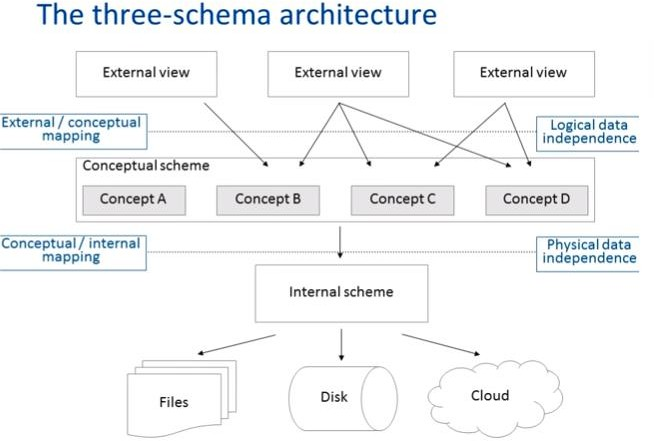 The three-schema architecture
External view
External view
External view
External / conceptual
mapping
Logical data
independence
Conceptual scheme
Concept A
Concept B
Concept C
Concept D
Conceptual / internal
mapping
Physical data
independence
Internal scheme
Files
Disk
Cloud